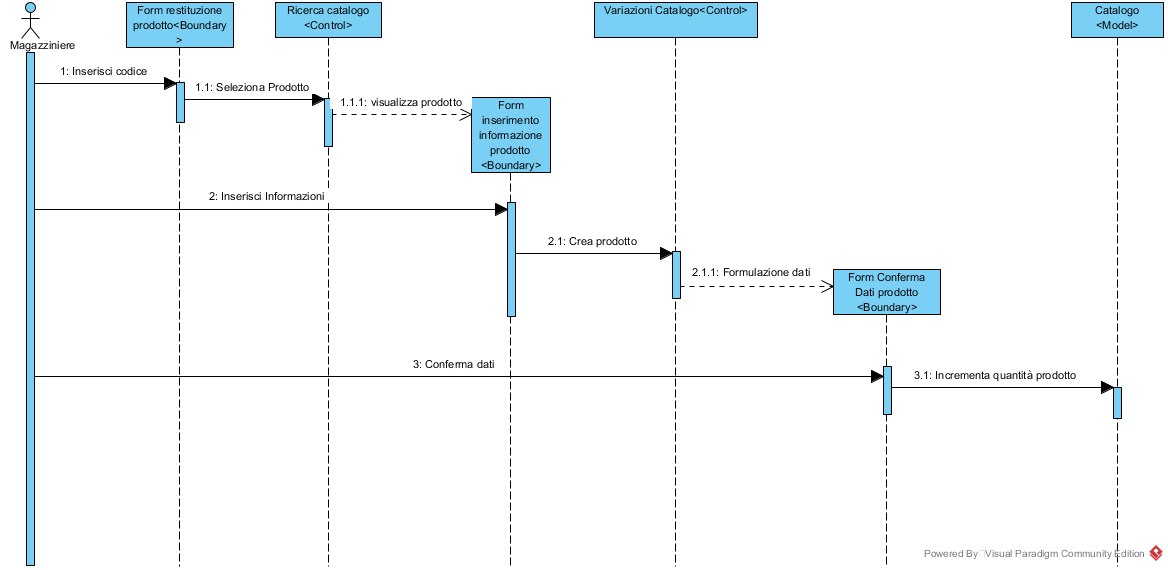 Magazziniere
Form restituzione
prodotto<Boundary
>
Ricerca catalogo
<Control>
Variazioni Catalogo<Control>
Catalogo
<Model>
1: Inserisci codice
1.1: Seleziona Prodotto
1.1.1: visualizza prodotto
Form
inserimento
informazione
prodotto
<Boundary>
2: Inserisci Informazioni
2.1: Crea prodotto
2.1.1: Formulazione dati
Form Conferma
Dati prodotto
<Boundary>
3: Conferma dati
3.1: Incrementa quantità prodotto
Powered By Visual Paradigm Community Edition